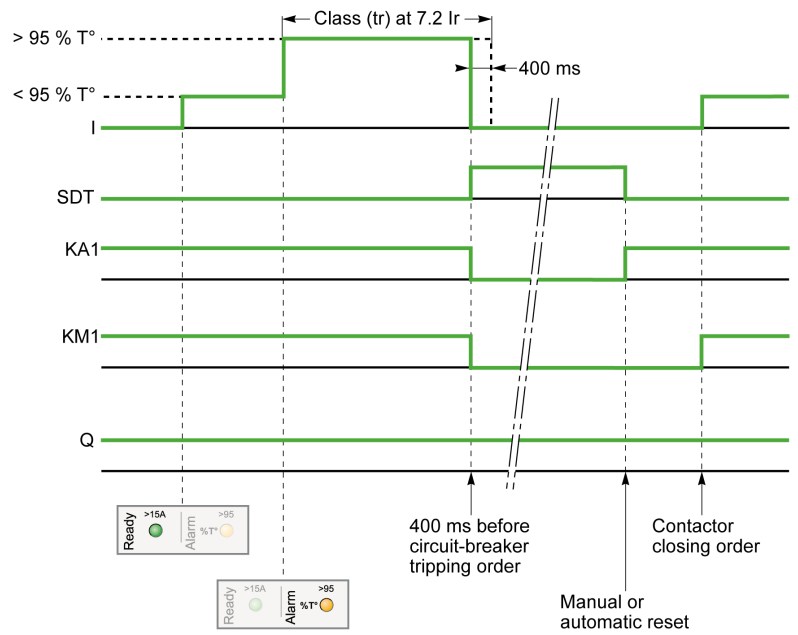 Class (tr) at 7.2 Ir
> 95 % T°
400 ms
< 95 % T°
I
SDT
KA1
KM1
Q
Ready
>15A
Alarm
%T°
>95
Ready
>15A
Alarm
%T°
>95
400 ms before
circuit-breaker
tripping order
Contactor
closing order
Manual or
automatic reset